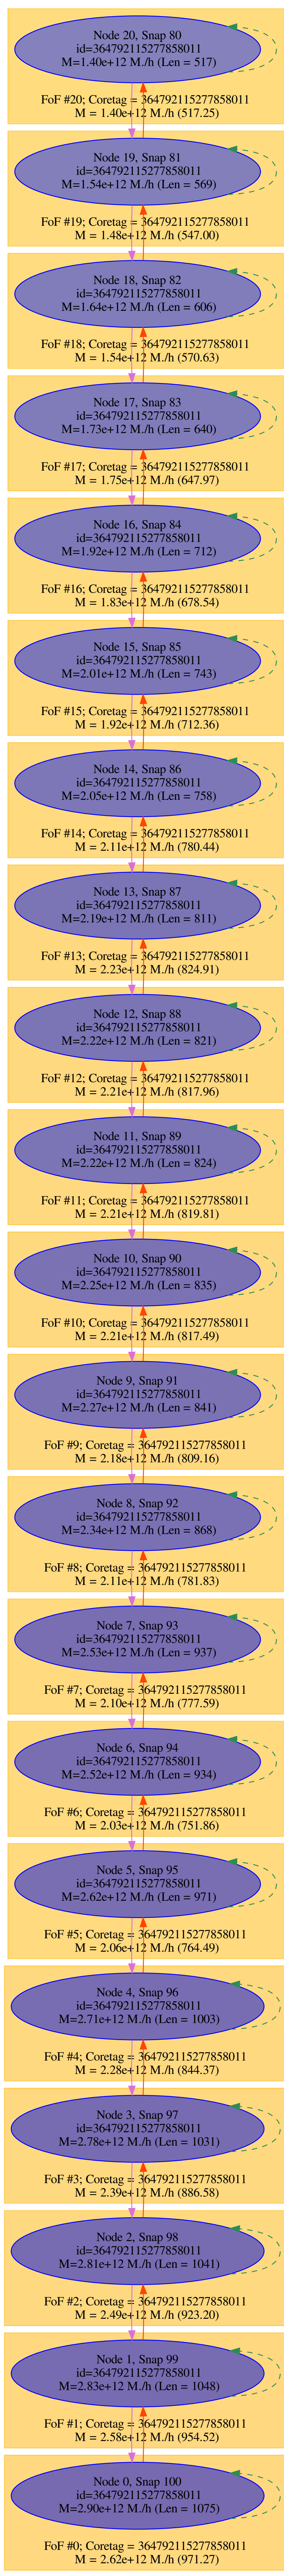 Node 20, Snap 80
id=364792115277858011
M=1.40e+12 M./h (Len = 517)
FoF #20; Coretag = 364792115277858011
M = 1.40e+12 M./h (517.25)
Node 19, Snap 81
id=364792115277858011
M=1.54e+12 M./h (Len = 569)
FoF #19; Coretag = 364792115277858011
M = 1.48e+12 M./h (547.00)
Node 18, Snap 82
id=364792115277858011
M=1.64e+12 M./h (Len = 606)
FoF #18; Coretag = 364792115277858011
M = 1.54e+12 M./h (570.63)
Node 17, Snap 83
id=364792115277858011
M=1.73e+12 M./h (Len = 640)
FoF #17; Coretag = 364792115277858011
M = 1.75e+12 M./h (647.97)
Node 16, Snap 84
id=364792115277858011
M=1.92e+12 M./h (Len = 712)
FoF #16; Coretag = 364792115277858011
M = 1.83e+12 M./h (678.54)
Node 15, Snap 85
id=364792115277858011
M=2.01e+12 M./h (Len = 743)
FoF #15; Coretag = 364792115277858011
M = 1.92e+12 M./h (712.36)
Node 14, Snap 86
id=364792115277858011
M=2.05e+12 M./h (Len = 758)
FoF #14; Coretag = 364792115277858011
M = 2.11e+12 M./h (780.44)
Node 13, Snap 87
id=364792115277858011
M=2.19e+12 M./h (Len = 811)
FoF #13; Coretag = 364792115277858011
M = 2.23e+12 M./h (824.91)
Node 12, Snap 88
id=364792115277858011
M=2.22e+12 M./h (Len = 821)
FoF #12; Coretag = 364792115277858011
M = 2.21e+12 M./h (817.96)
Node 11, Snap 89
id=364792115277858011
M=2.22e+12 M./h (Len = 824)
FoF #11; Coretag = 364792115277858011
M = 2.21e+12 M./h (819.81)
Node 10, Snap 90
id=364792115277858011
M=2.25e+12 M./h (Len = 835)
FoF #10; Coretag = 364792115277858011
M = 2.21e+12 M./h (817.49)
Node 9, Snap 91
id=364792115277858011
M=2.27e+12 M./h (Len = 841)
FoF #9; Coretag = 364792115277858011
M = 2.18e+12 M./h (809.16)
Node 8, Snap 92
id=364792115277858011
M=2.34e+12 M./h (Len = 868)
FoF #8; Coretag = 364792115277858011
M = 2.11e+12 M./h (781.83)
Node 7, Snap 93
id=364792115277858011
M=2.53e+12 M./h (Len = 937)
FoF #7; Coretag = 364792115277858011
M = 2.10e+12 M./h (777.59)
Node 6, Snap 94
id=364792115277858011
M=2.52e+12 M./h (Len = 934)
FoF #6; Coretag = 364792115277858011
M = 2.03e+12 M./h (751.86)
Node 5, Snap 95
id=364792115277858011
M=2.62e+12 M./h (Len = 971)
FoF #5; Coretag = 364792115277858011
M = 2.06e+12 M./h (764.49)
Node 4, Snap 96
id=364792115277858011
M=2.71e+12 M./h (Len = 1003)
FoF #4; Coretag = 364792115277858011
M = 2.28e+12 M./h (844.37)
Node 3, Snap 97
id=364792115277858011
M=2.78e+12 M./h (Len = 1031)
FoF #3; Coretag = 364792115277858011
M = 2.39e+12 M./h (886.58)
Node 2, Snap 98
id=364792115277858011
M=2.81e+12 M./h (Len = 1041)
FoF #2; Coretag = 364792115277858011
M = 2.49e+12 M./h (923.20)
Node 1, Snap 99
id=364792115277858011
M=2.83e+12 M./h (Len = 1048)
FoF #1; Coretag = 364792115277858011
M = 2.58e+12 M./h (954.52)
Node 0, Snap 100
id=364792115277858011
M=2.90e+12 M./h (Len = 1075)
FoF #0; Coretag = 364792115277858011
M = 2.62e+12 M./h (971.27)